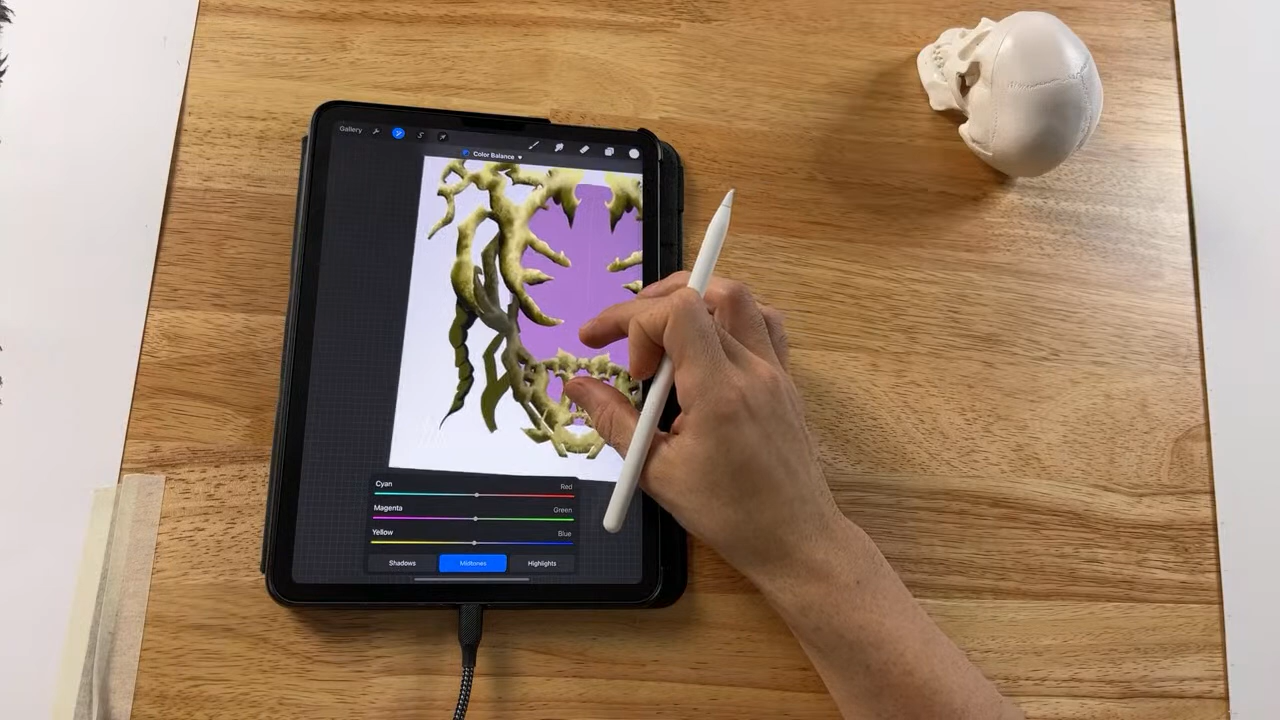 Gallery
Color Balance
Cyan Red
Magenta Green
Yellow Blue
Shadows Midtones Highlights